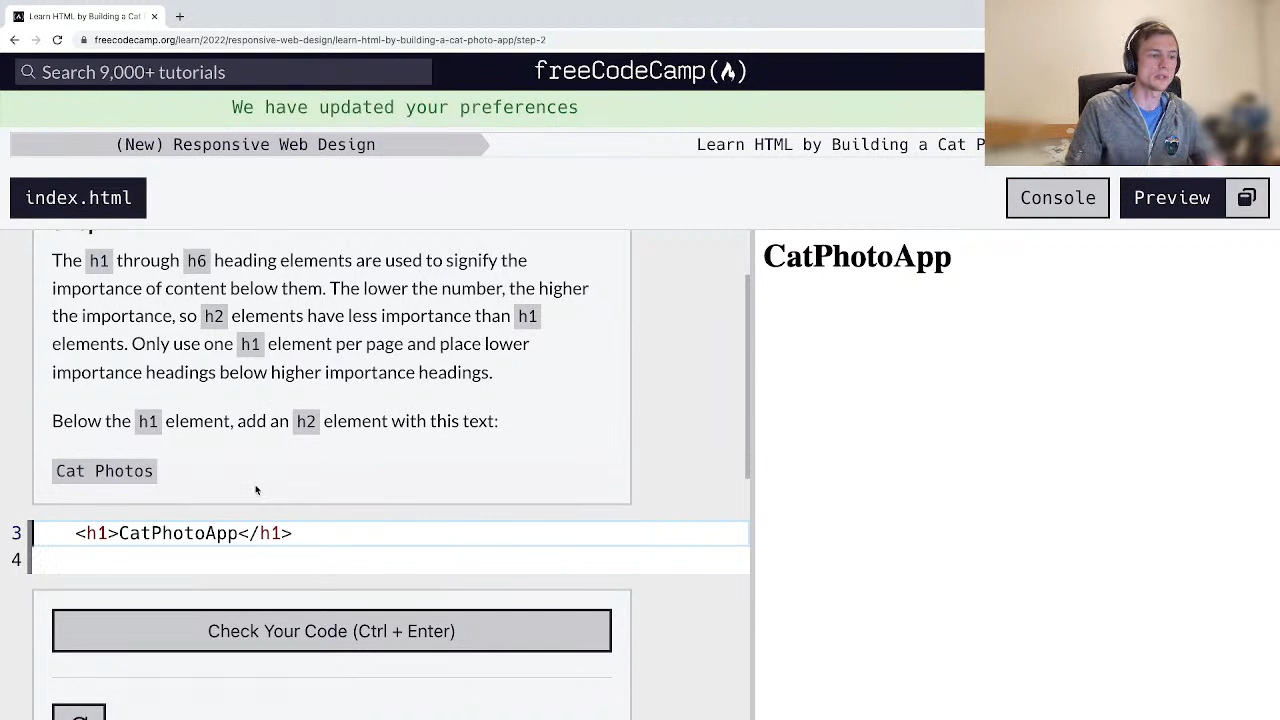 Learn HTML by Building a Cat
freecodecamp.org/learn/2022/responsive-web-design/learn-html-by-building-a-cat-photo-app/step-2
Search 9,000+ tutorials
freeCodeCamp
We have updated your preferences
(New) Responsive Web Design
Learn HTML by Building a Cat P
index.html
Console
Preview
The h1 through h6 heading elements are used to signify the
importance of content below them. The lower the number, the higher
the importance, so h2 elements have less importance than h1
elements. Only use one h1 element per page and place lower
importance headings below higher importance headings.
Below the h1 element, add an h2 element with this text:
Cat Photos
3 <h1>CatPhotoApp</h1>
4
Check Your Code (Ctrl + Enter)
CatPhotoApp